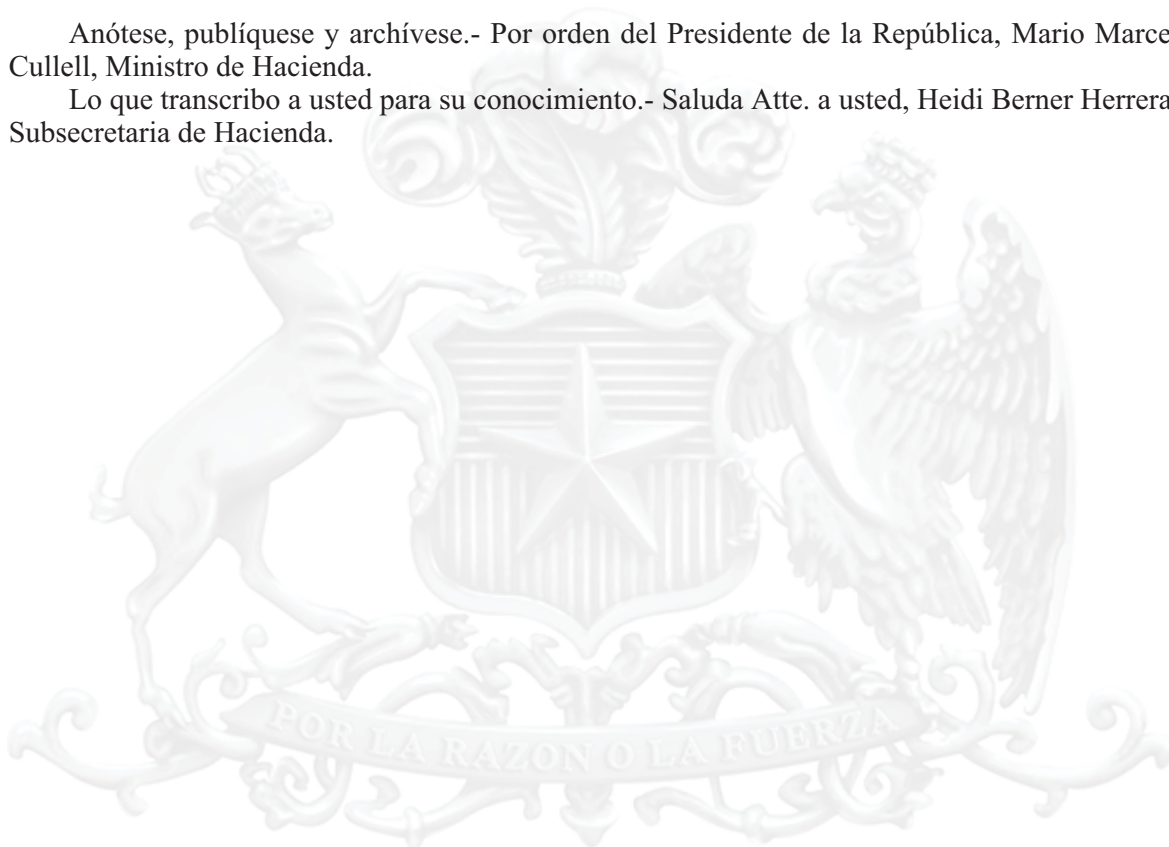 Anótese, publíquese y archívese.- Por orden del Presidente de la República, Mario Marce
Cullell, Ministro de Hacienda.
Lo que transcribo a usted para su conocimiento.- Saluda Atte. a usted, Heidi Berner Herrera
Subsecretaria de Hacienda.
POR LA RAZON O LA FUERZA